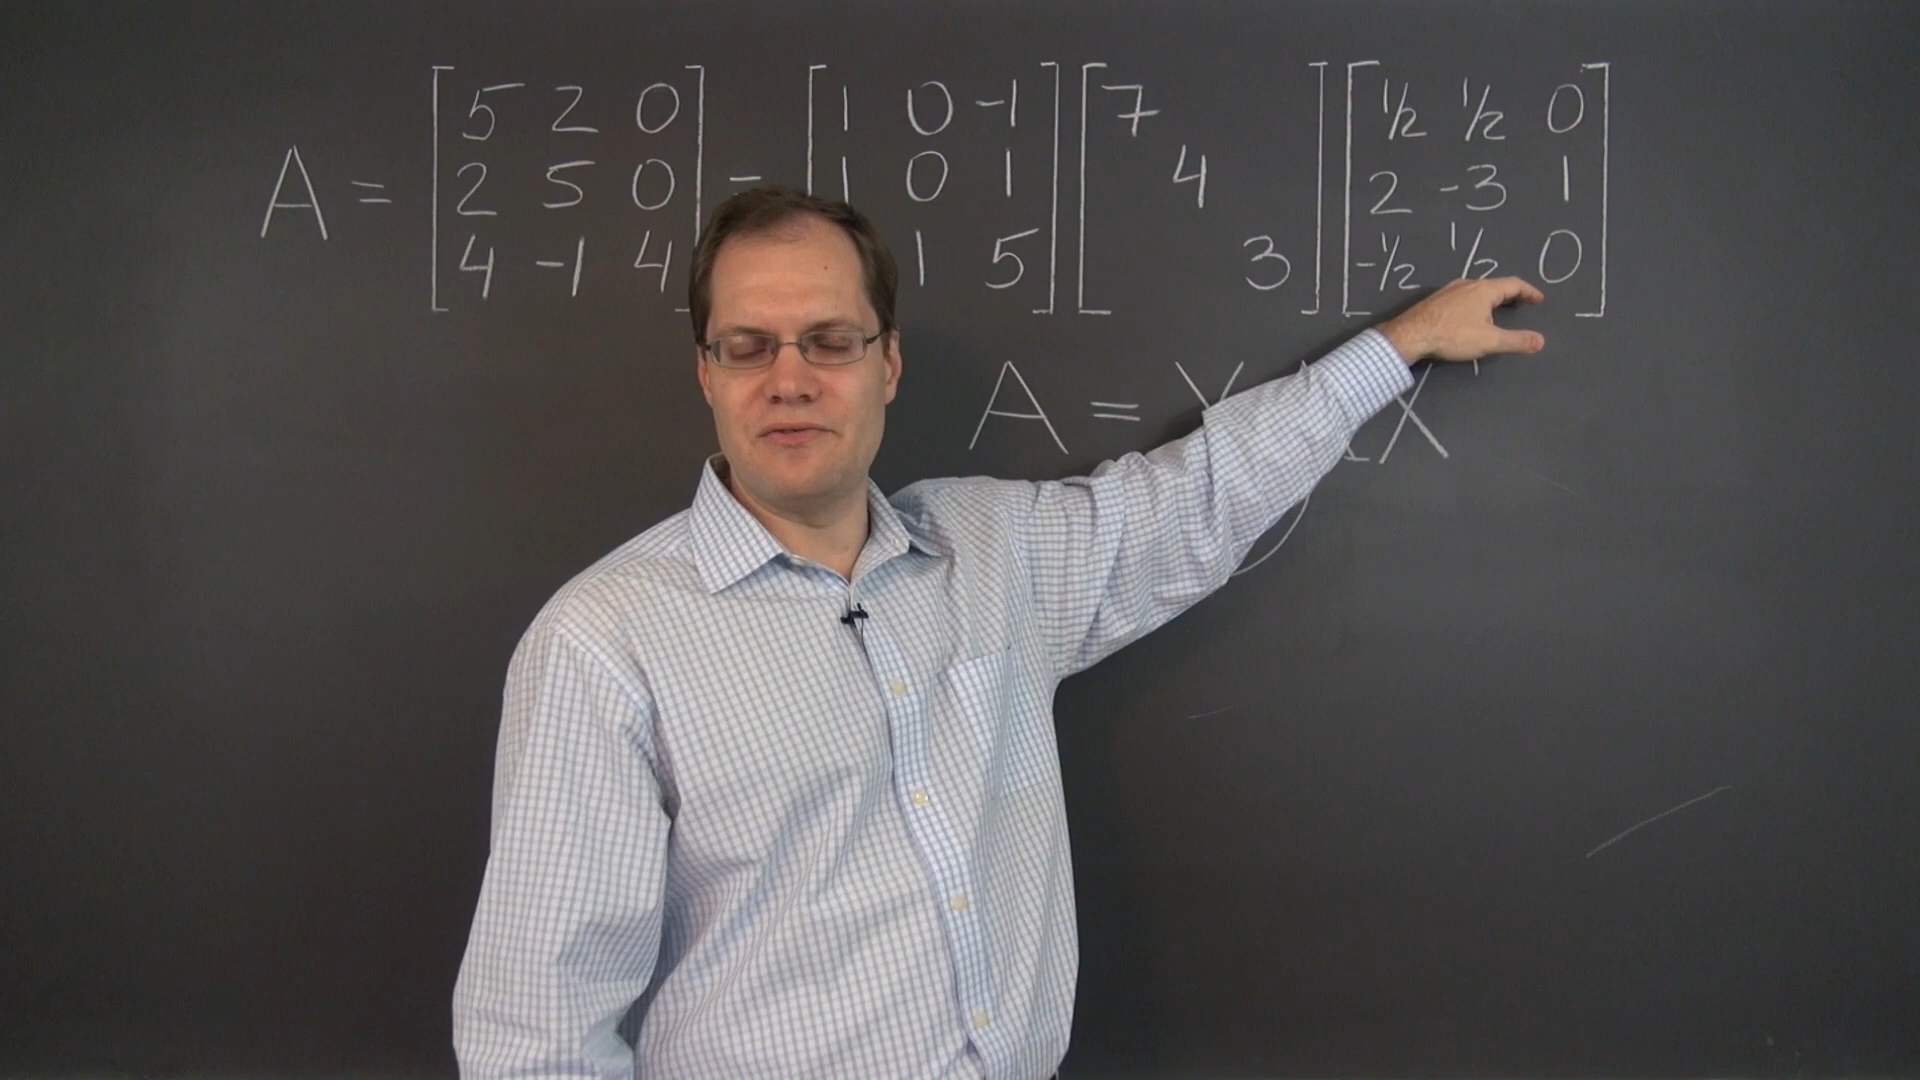 A = [5 2 0] = [1 0 -1] [7] [1/2 1/2 0]
[2 5 0] [1 0 1] [4] [2 -3 1]
[4 -1 4] [1 5] [3] [-1/2 1/2 0]
A = X X